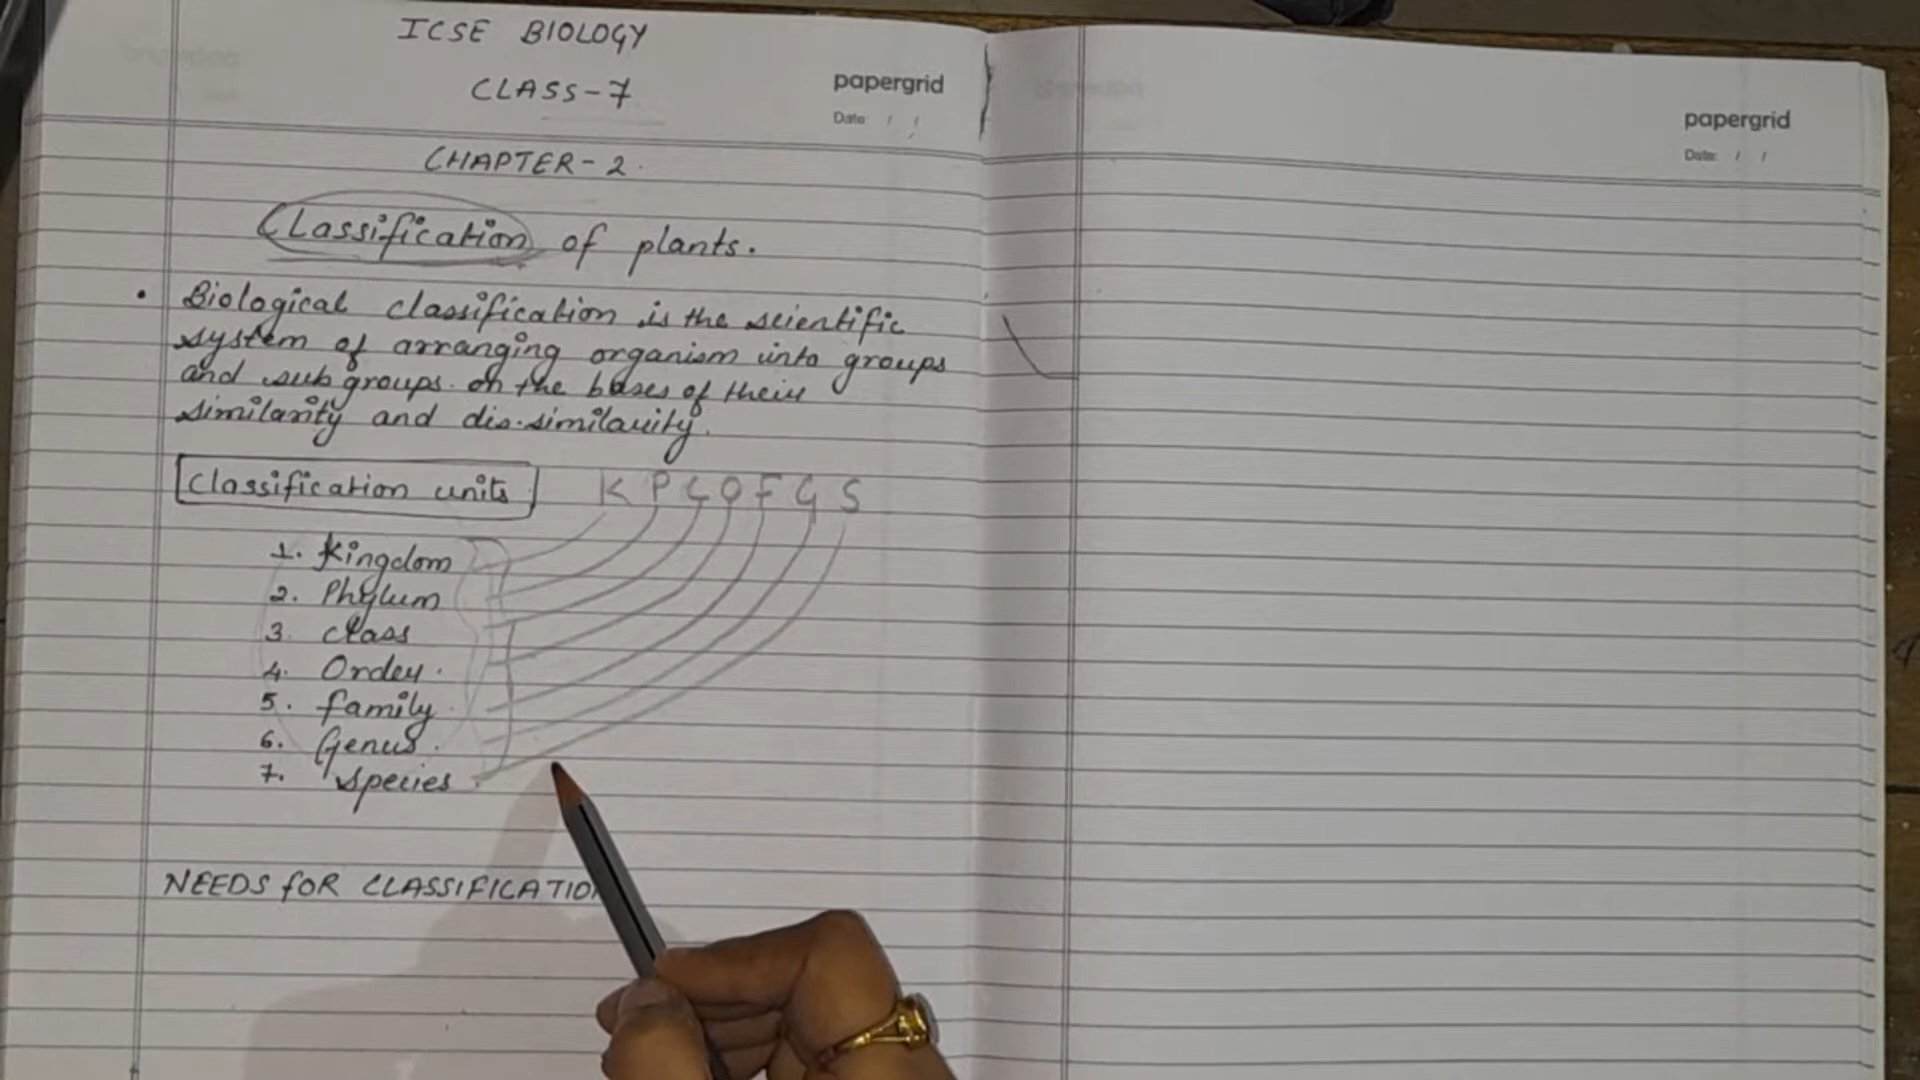 ICSE BIOLOGY
CLASS-7
papergrid
Date / /
CHAPTER-2.
Classification of plants.
• Biological classification is the scientific
system of arranging organism into groups
and sub groups. on the bases of their
similarity and dis-similarity.
Classification units K P C O F G S
1. Kingdom
2. Phylum
3. class
4. Order.
5. family.
6. Genus.
7. Species.
NEEDS FOR CLASSIFICATION
papergrid
Date: / /